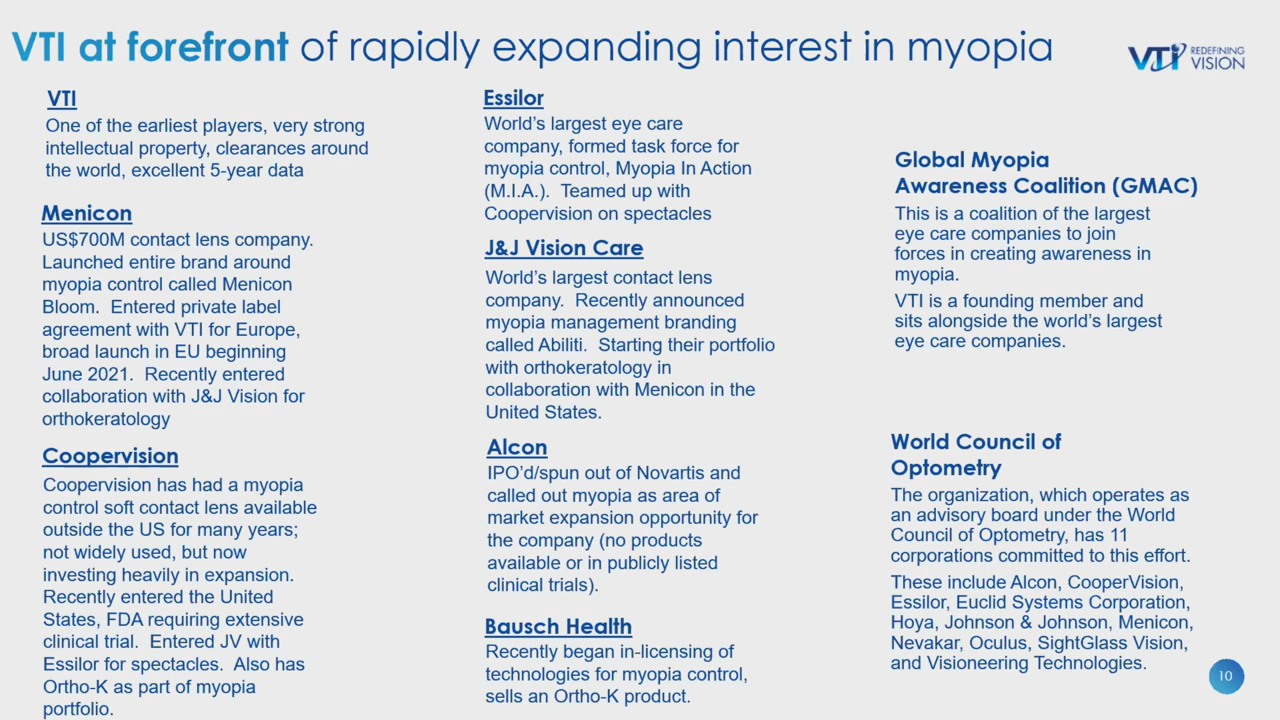 VTI at forefront of rapidly expanding interest in myopia
VTI REDEFINING
VISION
VTI
One of the earliest players, very strong
intellectual property, clearances around
the world, excellent 5-year data
Menicon
US$700M contact lens company.
Launched entire brand around
myopia control called Menicon
Bloom. Entered private label
agreement with VTI for Europe,
broad launch in EU beginning
June 2021. Recently entered
collaboration with J&J Vision for
orthokeratology
Coopervision
Coopervision has had a myopia
control soft contact lens available
outside the US for many years;
not widely used, but now
investing heavily in expansion.
Recently entered the United
States, FDA requiring extensive
clinical trial. Entered JV with
Essilor for spectacles. Also has
Ortho-K as part of myopia
portfolio.
Essilor
World's largest eye care
company, formed task force for
myopia control, Myopia In Action
(M.I.A.). Teamed up with
Coopervision on spectacles
J&J Vision Care
World's largest contact lens
company. Recently announced
myopia management branding
called Abiliti. Starting their portfolio
with orthokeratology in
collaboration with Menicon in the
United States.
Alcon
IPO'd/spun out of Novartis and
called out myopia as area of
market expansion opportunity for
the company (no products
available or in publicly listed
clinical trials).
Bausch Health
Recently began in-licensing of
technologies for myopia control,
sells an Ortho-K product.
Global Myopia
Awareness Coalition (GMAC)
This is a coalition of the largest
eye care companies to join
forces in creating awareness in
myopia.
VTI is a founding member and
sits alongside the world's largest
eye care companies.
World Council of
Optometry
The organization, which operates as
an advisory board under the World
Council of Optometry, has 11
corporations committed to this effort.
These include Alcon, CooperVision,
Essilor, Euclid Systems Corporation,
Hoya, Johnson & Johnson, Menicon,
Nevakar, Oculus, SightGlass Vision,
and Visioneering Technologies.
10